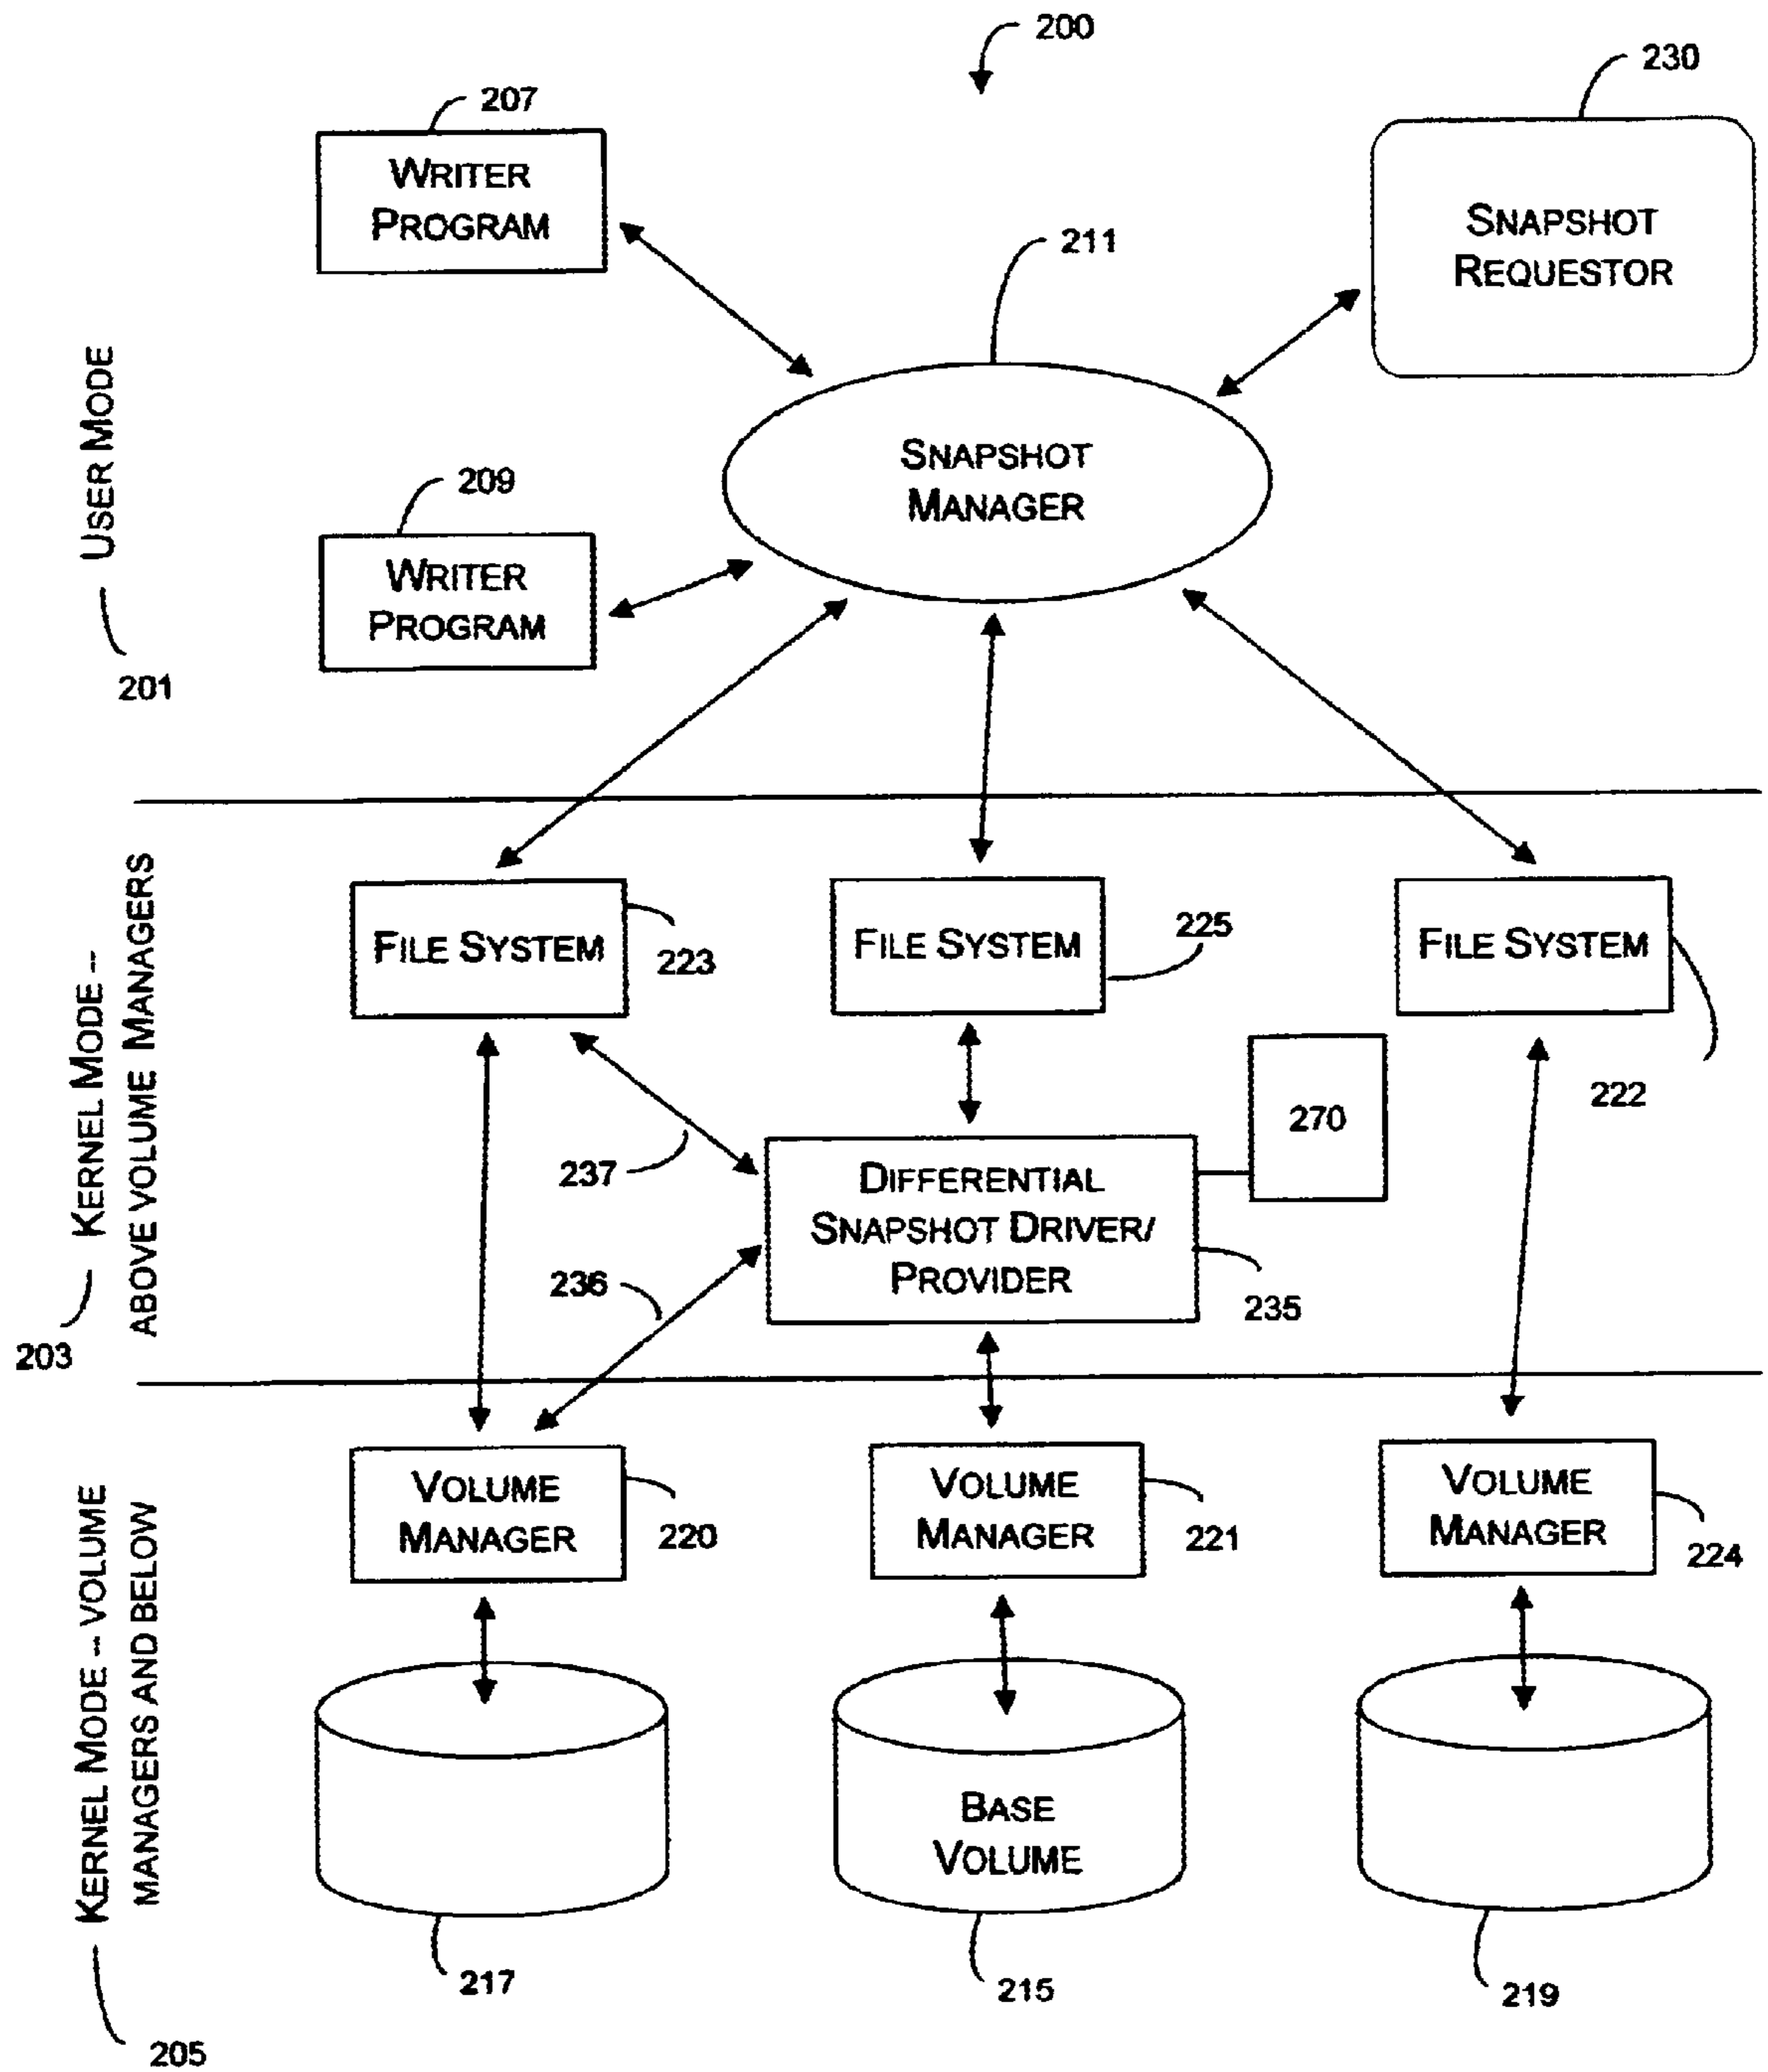 200
230
207
WRITER
PROGRAM
SNAPSHOT
REQUESTOR
211
USER MODE
201
SNAPSHOT
MANAGER
209
WRITER
PROGRAM
KERNEL MODE --
ABOVE VOLUME MANAGERS
203
FILE SYSTEM
223
FILE SYSTEM
225
FILE SYSTEM
222
270
237
DIFFERENTIAL
SNAPSHOT DRIVER/
PROVIDER
236
235
KERNEL MODE -- VOLUME
MANAGERS AND BELOW
205
VOLUME
MANAGER
220
VOLUME
MANAGER
221
VOLUME
MANAGER
224
BASE
VOLUME
217
215
219